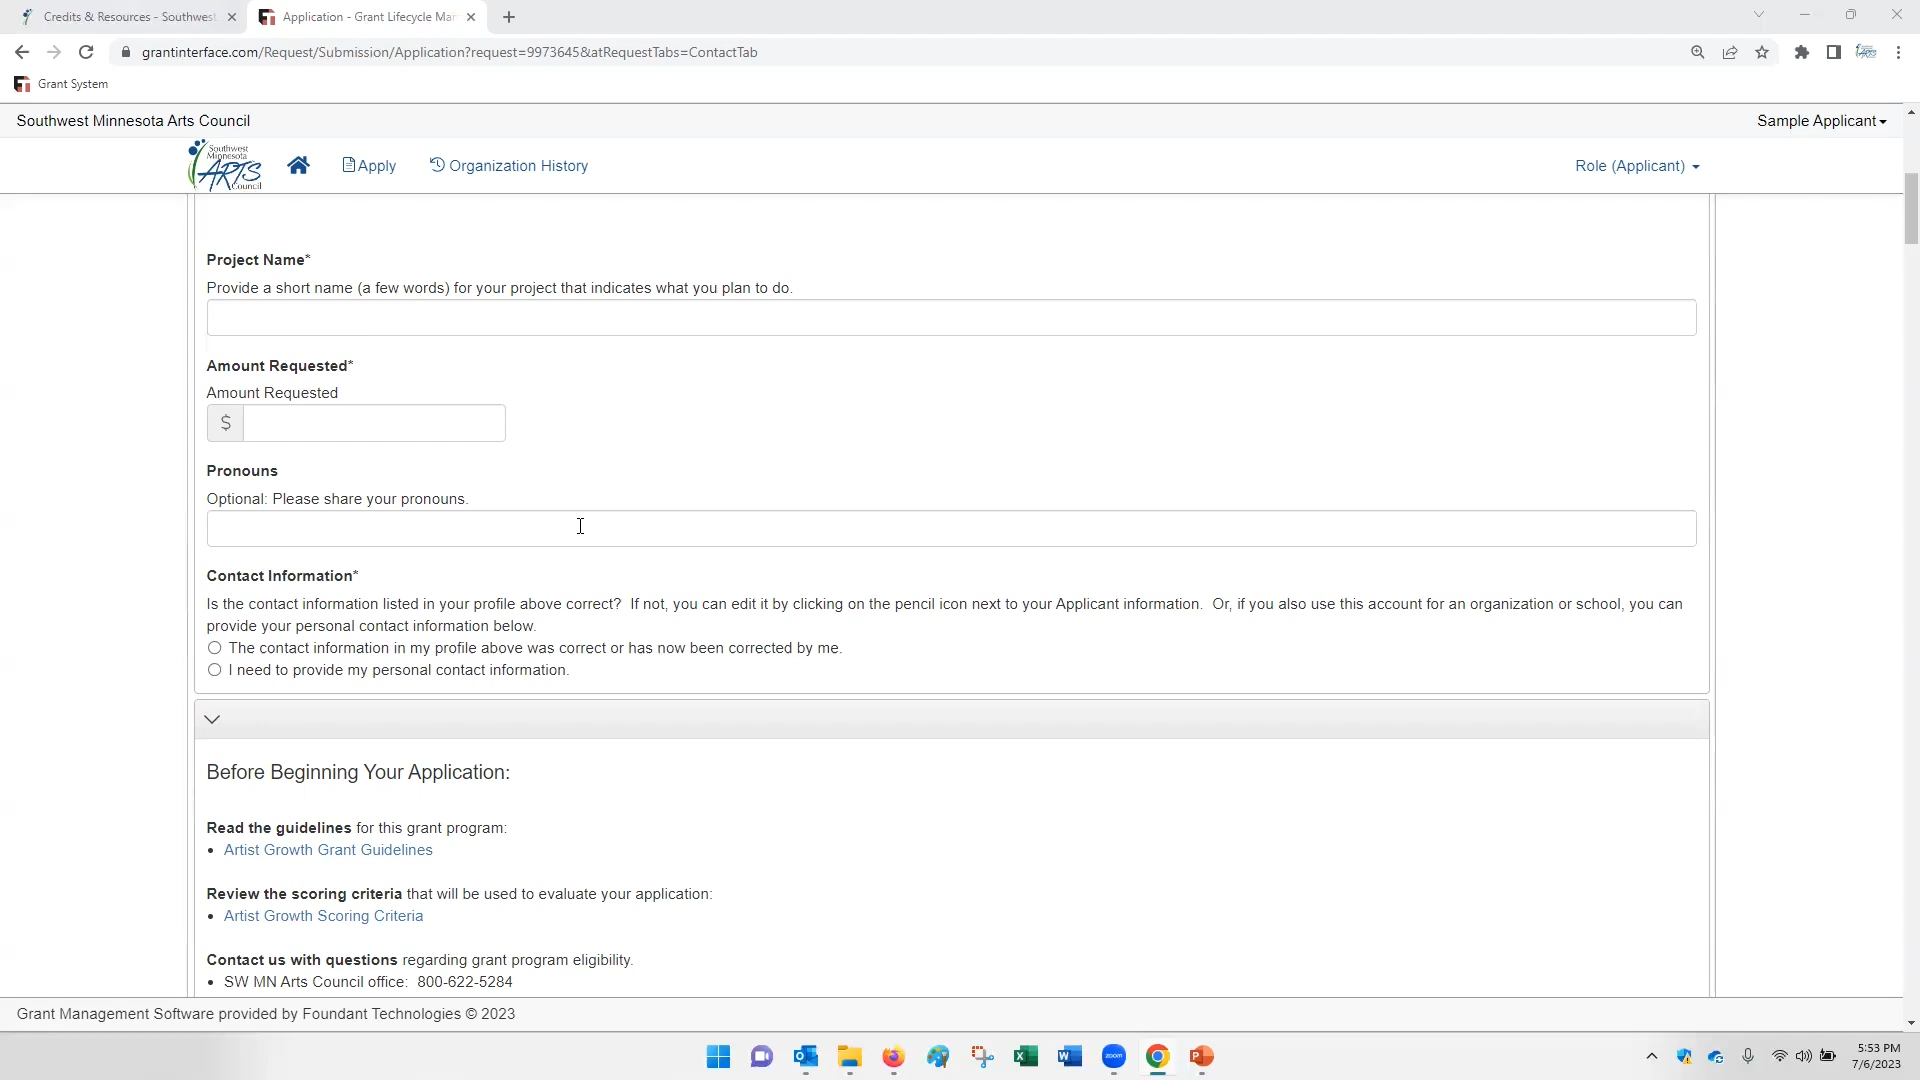 Credits & Resources - Southwest
Application - Grant Lifecycle Mar
grantinterface.com/Request/Submission/Application?request=9973645&atRequestTabs=ContactTab
Grant System
Southwest Minnesota Arts Council
Sample Applicant
Southwest
Minnesota
ARTS
Council
Apply
Organization History
Role (Applicant)
Project Name*
Provide a short name (a few words) for your project that indicates what you plan to do.
Amount Requested*
Amount Requested
$
Pronouns
Optional: Please share your pronouns.
Contact Information*
Is the contact information listed in your profile above correct?  If not, you can edit it by clicking on the pencil icon next to your Applicant information.  Or, if you also use this account for an organization or school, you can
provide your personal contact information below.
The contact information in my profile above was correct or has now been corrected by me.
I need to provide my personal contact information.
Before Beginning Your Application:
Read the guidelines for this grant program:
• Artist Growth Grant Guidelines
Review the scoring criteria that will be used to evaluate your application:
• Artist Growth Scoring Criteria
Contact us with questions regarding grant program eligibility.
• SW MN Arts Council office:  800-622-5284
Grant Management Software provided by Foundant Technologies © 2023
zoom
5:53 PM
7/6/2023